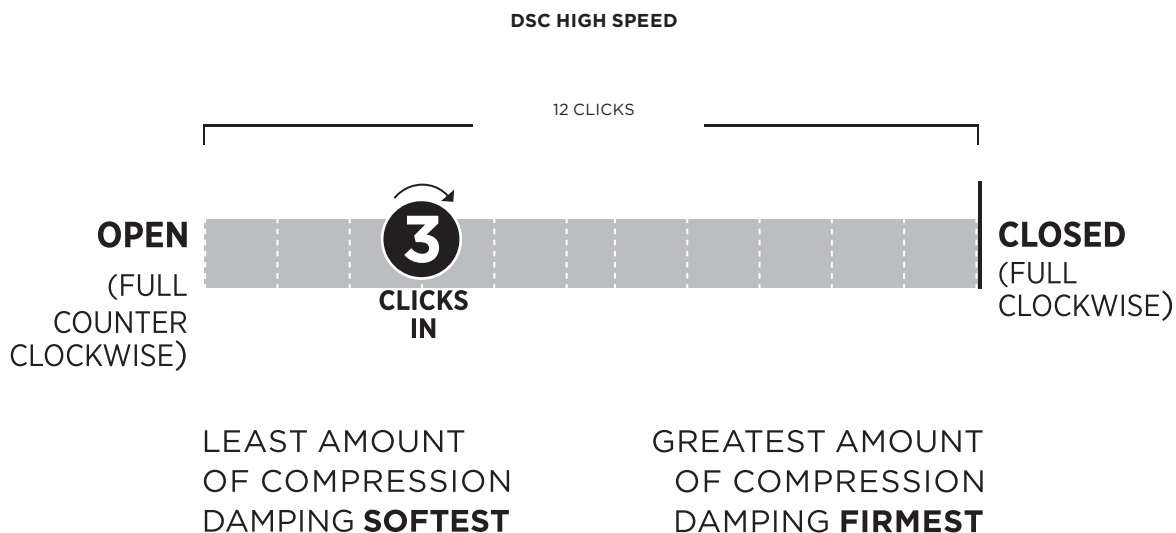 DSC HIGH SPEED
12 CLICKS
OPEN
(FULL
COUNTER
CLOCKWISE)
3
CLICKS
IN
CLOSED
(FULL
CLOCKWISE)
LEAST AMOUNT
OF COMPRESSION
DAMPING SOFTEST
GREATEST AMOUNT
OF COMPRESSION
DAMPING FIRMEST